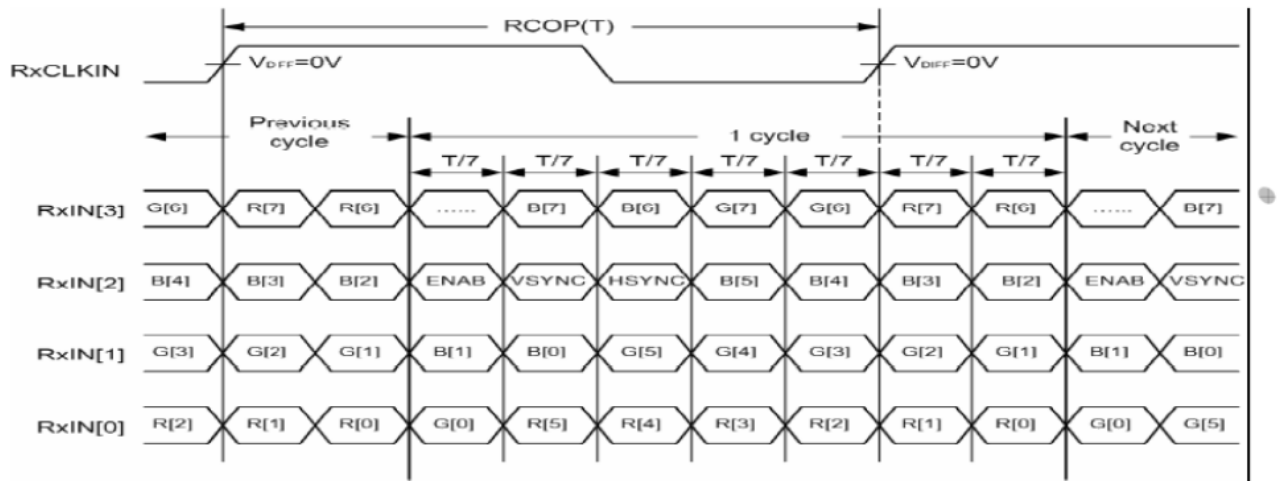 RCOP(T)
RxCLKIN VDFF=0V VDIFF=0V
Previous cycle 1 cycle Noxt cycle
T/7 T/7 T/7 T/7 T/7 T/7 T/7
RxIN[3] G[6] R[7] R[6] ...... B[7] B[6] G[7] G[6] R[7] R[6] ...... B[7]
RxIN[2] B[4] B[3] B[2] ENAB VSYNC HSYNC B[5] B[4] B[3] B[2] ENAB VSYNC
RxIN[1] G[3] G[2] G[1] B[1] B[0] G[5] G[4] G[3] G[2] G[1] B[1] B[0]
RxIN[0] R[2] R[1] R[0] G[0] R[5] R[4] R[3] R[2] R[1] R[0] G[0] G[5]